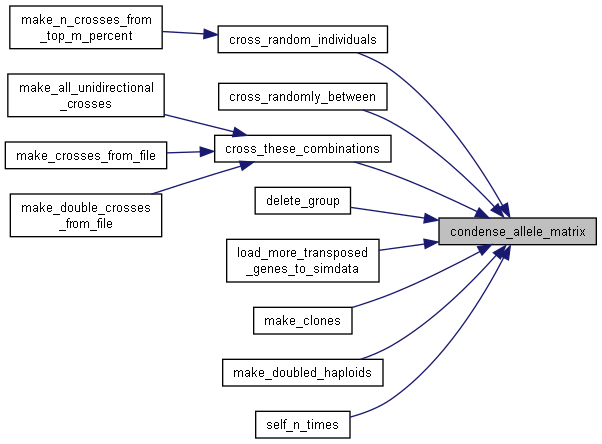 make_n_crosses_from
_top_m_percent
cross_random_individuals
make_all_unidirectional
_crosses
cross_randomly_between
make_crosses_from_file
cross_these_combinations
make_double_crosses
_from_file
delete_group
condense_allele_matrix
load_more_transposed
_genes_to_simdata
make_clones
make_doubled_haploids
self_n_times